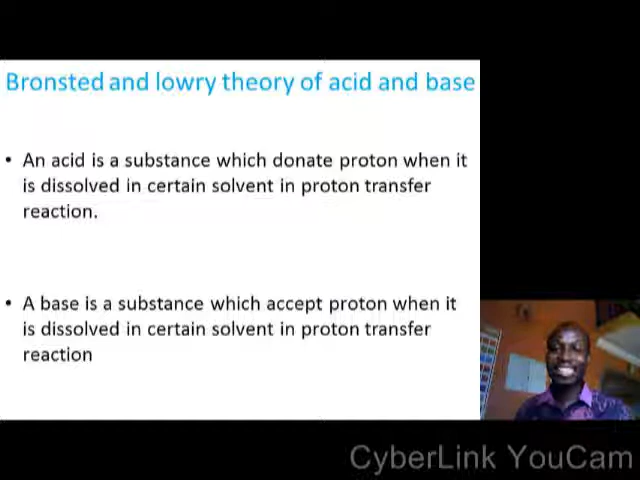 Bronsted and lowry theory of acid and base
• An acid is a substance which donate proton when it
is dissolved in certain solvent in proton transfer
reaction.
• A base is a substance which accept proton when it
is dissolved in certain solvent in proton transfer
reaction
CyberLink YouCam